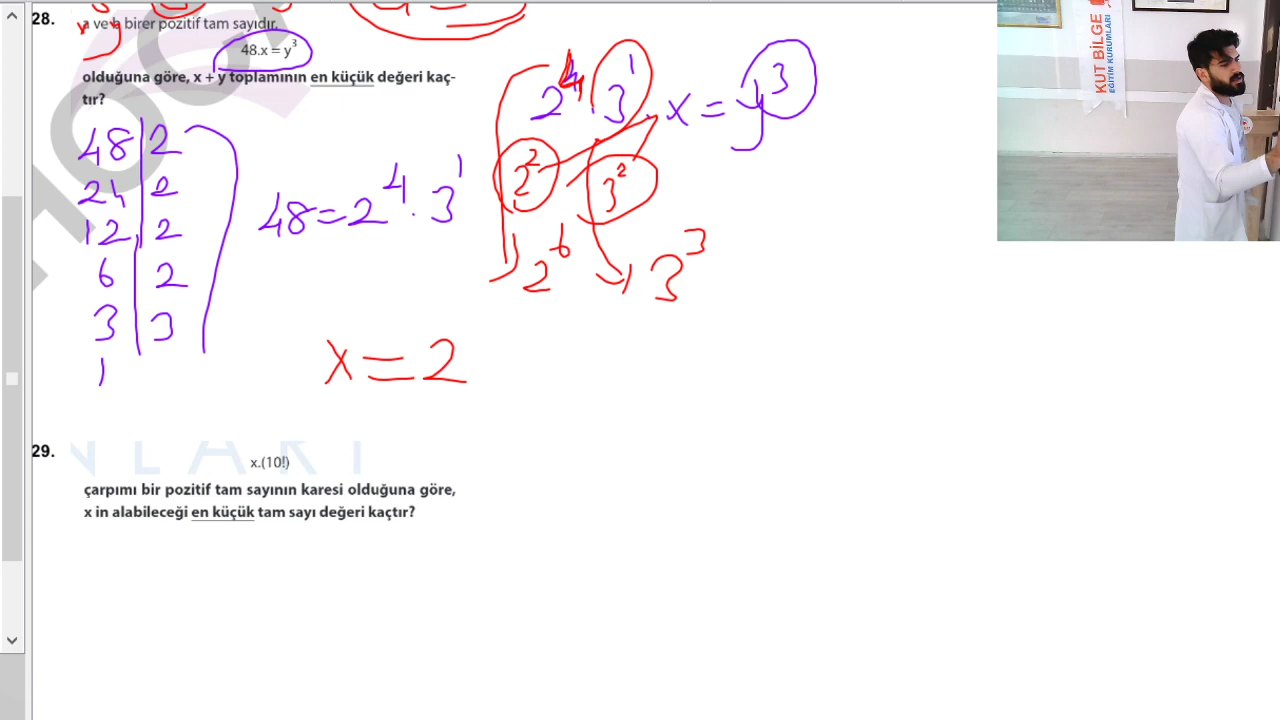 28.
x ve y birer pozitif tam sayıdır.
48.x = y³
olduğuna göre, x + y toplamının en küçük değeri kaç-
tır?
48 2
24 2
12 2
6 2
3 3
1
48 = 2⁴ . 3¹
2⁴ . 3¹ . x = y³
2² 3²
2⁶ 3³
x = 2
29.
x.(10!)
çarpımı bir pozitif tam sayının karesi olduğuna göre,
x in alabileceği en küçük tam sayı değeri kaçtır?
KUT BİLGE
EĞİTİM KURUMLARI